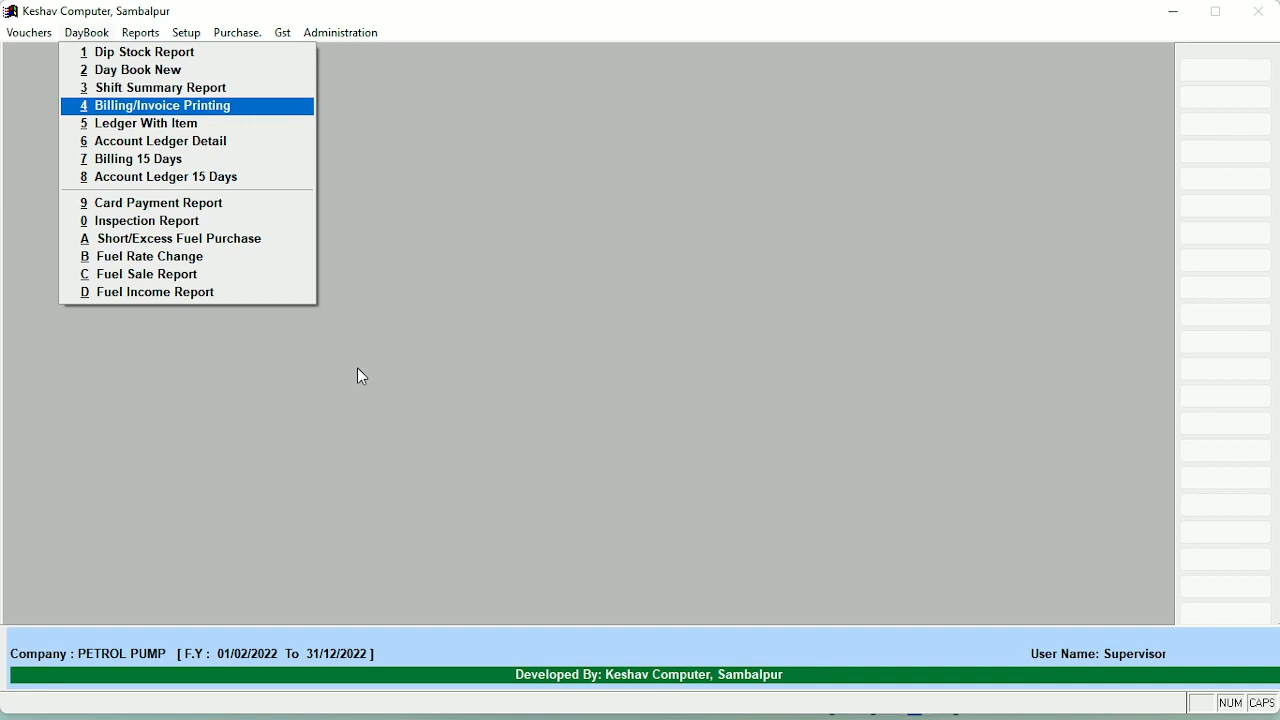 Keshav Computer, Sambalpur
Vouchers DayBook Reports Setup Purchase. Gst Administration
1 Dip Stock Report
2 Day Book New
3 Shift Summary Report
4 Billing/Invoice Printing
5 Ledger With Item
6 Account Ledger Detail
7 Billing 15 Days
8 Account Ledger 15 Days
9 Card Payment Report
0 Inspection Report
A Short/Excess Fuel Purchase
B Fuel Rate Change
C Fuel Sale Report
D Fuel Income Report
Company : PETROL PUMP [ F.Y : 01/02/2022 To 31/12/2022 ] User Name: Supervisor
Developed By: Keshav Computer, Sambalpur
NUM CAPS